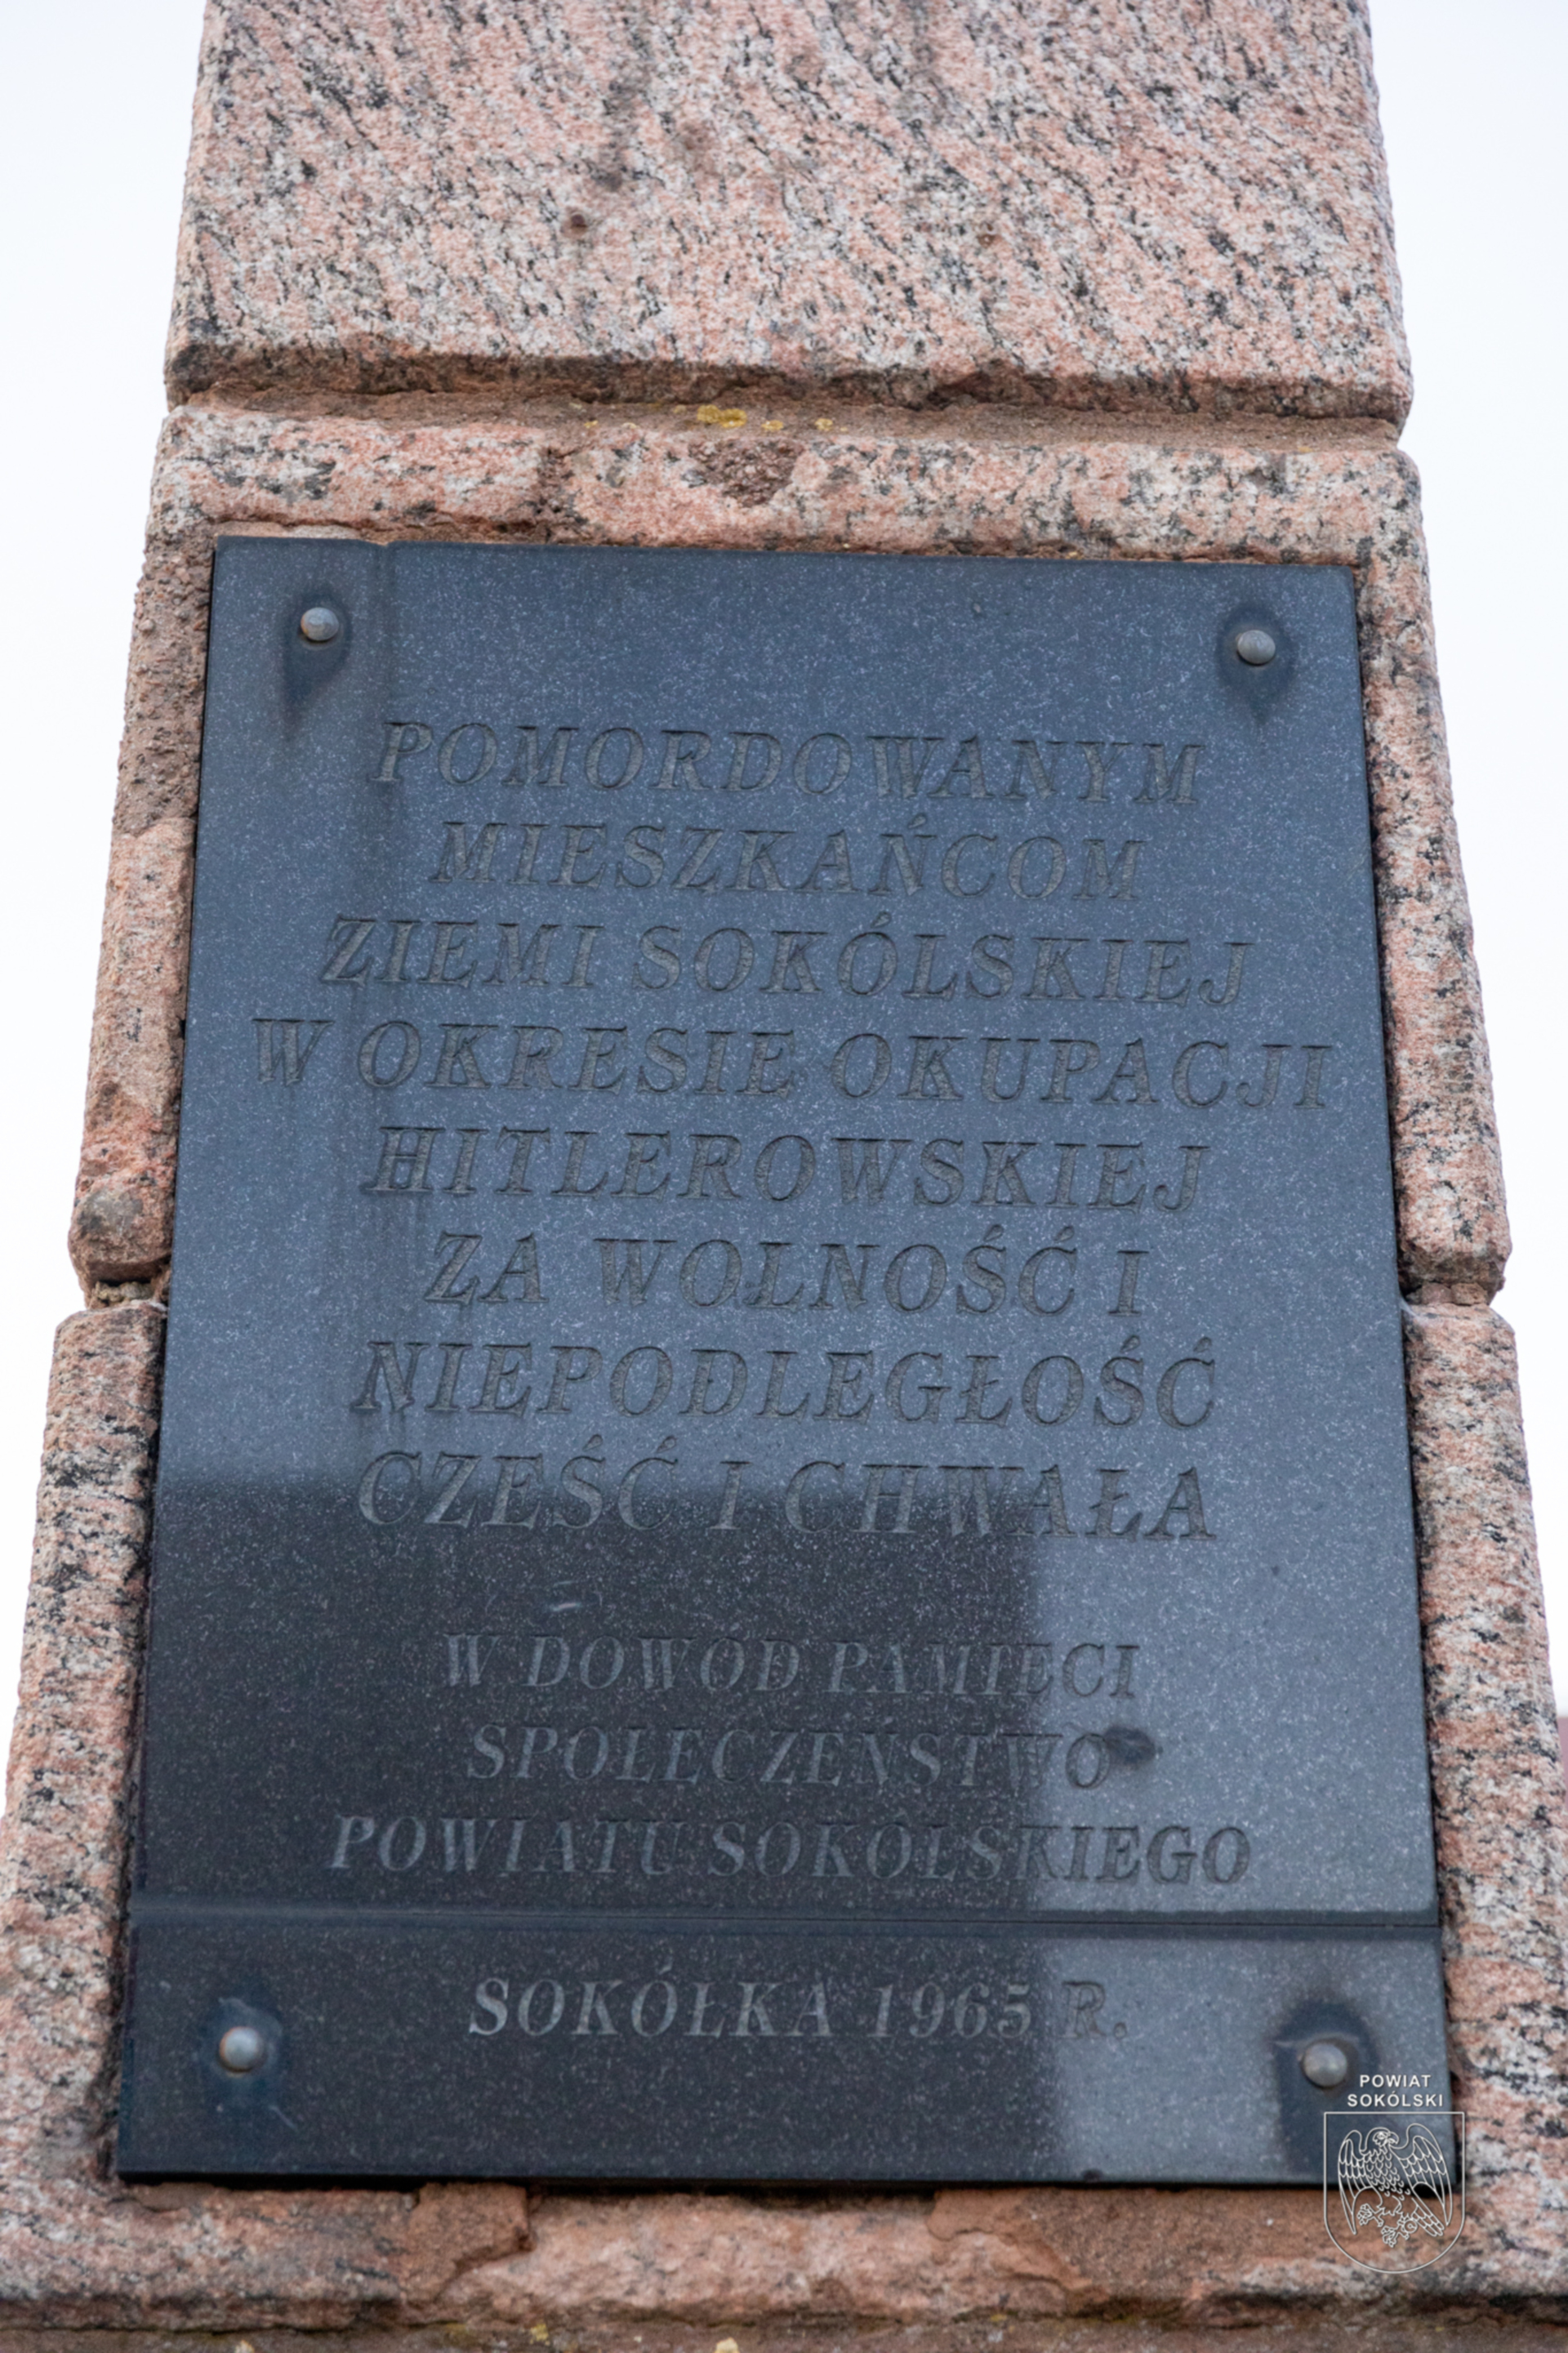 POMORDOWANYM
MIESZKAŃCOM
ZIEMI SOKÓLSKIEJ
W OKRESIE OKUPACJI
HITLEROWSKIEJ
ZA WOLNOŚĆ I
NIEPODLEGŁOŚĆ
CZEŚĆ I CHWAŁA
W DOWÓD PAMIĘCI
SPOŁECZEŃSTWO
POWIATU SOKÓLSKIEGO
SOKÓŁKA 1965 R.
POWIAT
SOKÓLSKI